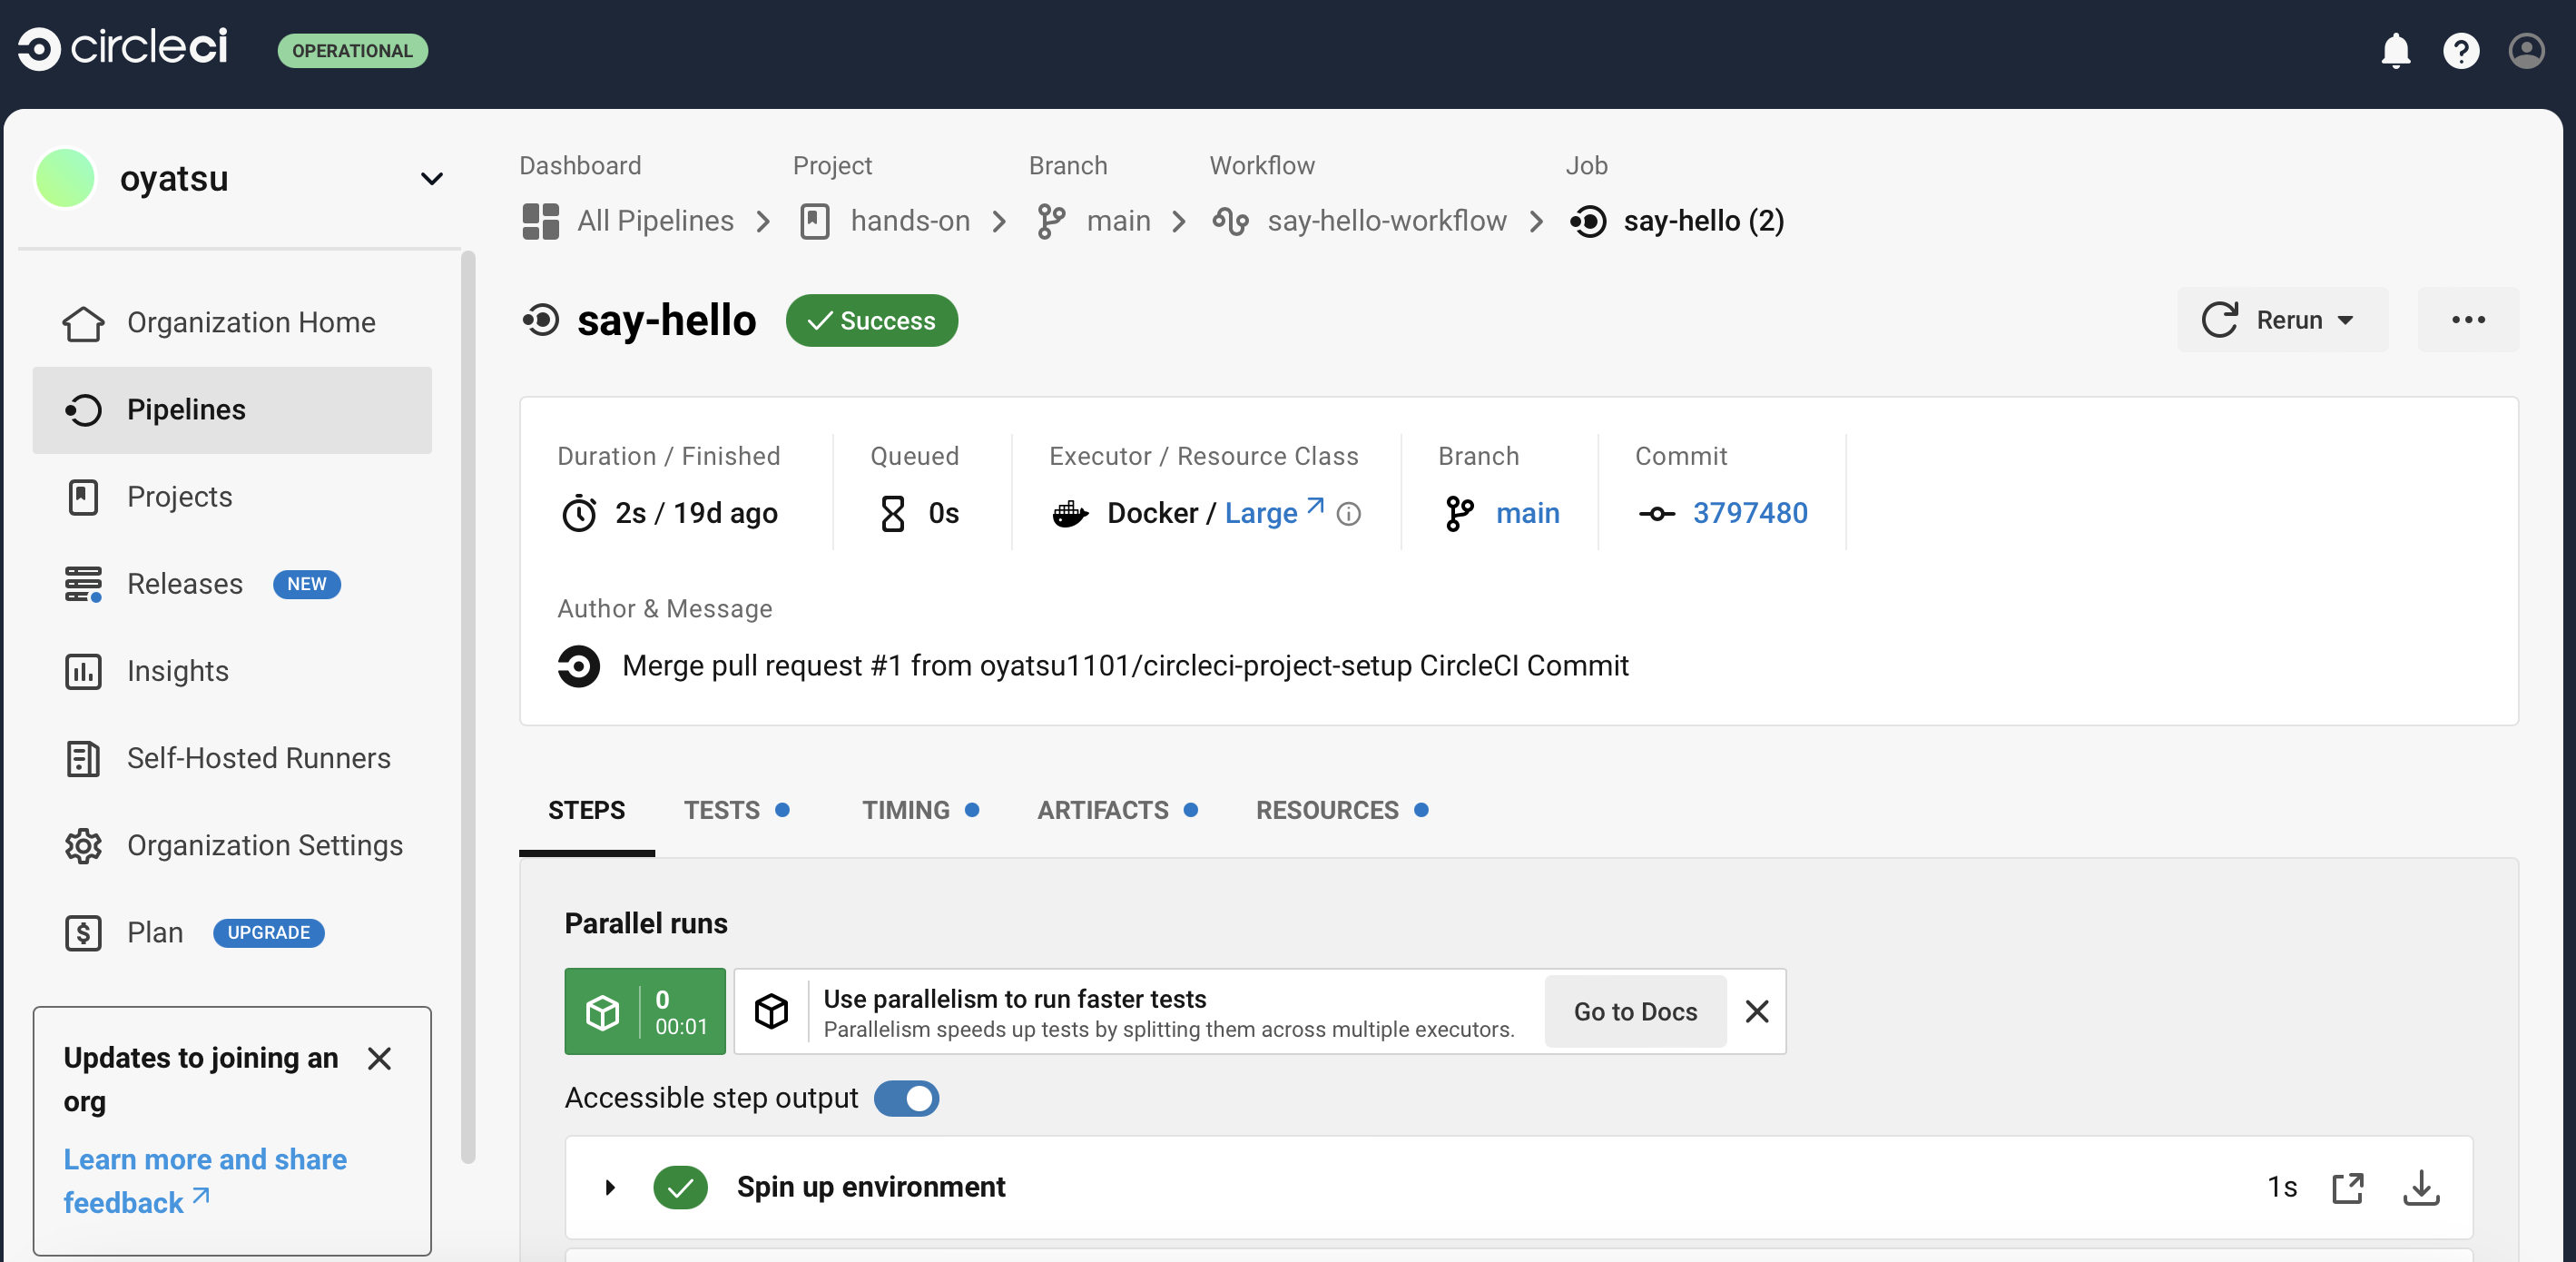 circleci OPERATIONAL
oyatsu
Organization Home
Pipelines
Projects
Releases NEW
Insights
Self-Hosted Runners
Organization Settings
Plan UPGRADE
Updates to joining an
org
Learn more and share
feedback
Dashboard Project Branch Workflow Job
All Pipelines hands-on main say-hello-workflow say-hello (2)
say-hello Success Rerun
Duration / Finished Queued Executor / Resource Class Branch Commit
2s / 19d ago 0s Docker / Large main 3797480
Author & Message
Merge pull request #1 from oyatsu1101/circleci-project-setup CircleCI Commit
STEPS TESTS TIMING ARTIFACTS RESOURCES
Parallel runs
0
00:01
Use parallelism to run faster tests
Parallelism speeds up tests by splitting them across multiple executors.
Go to Docs
Accessible step output
Spin up environment 1s